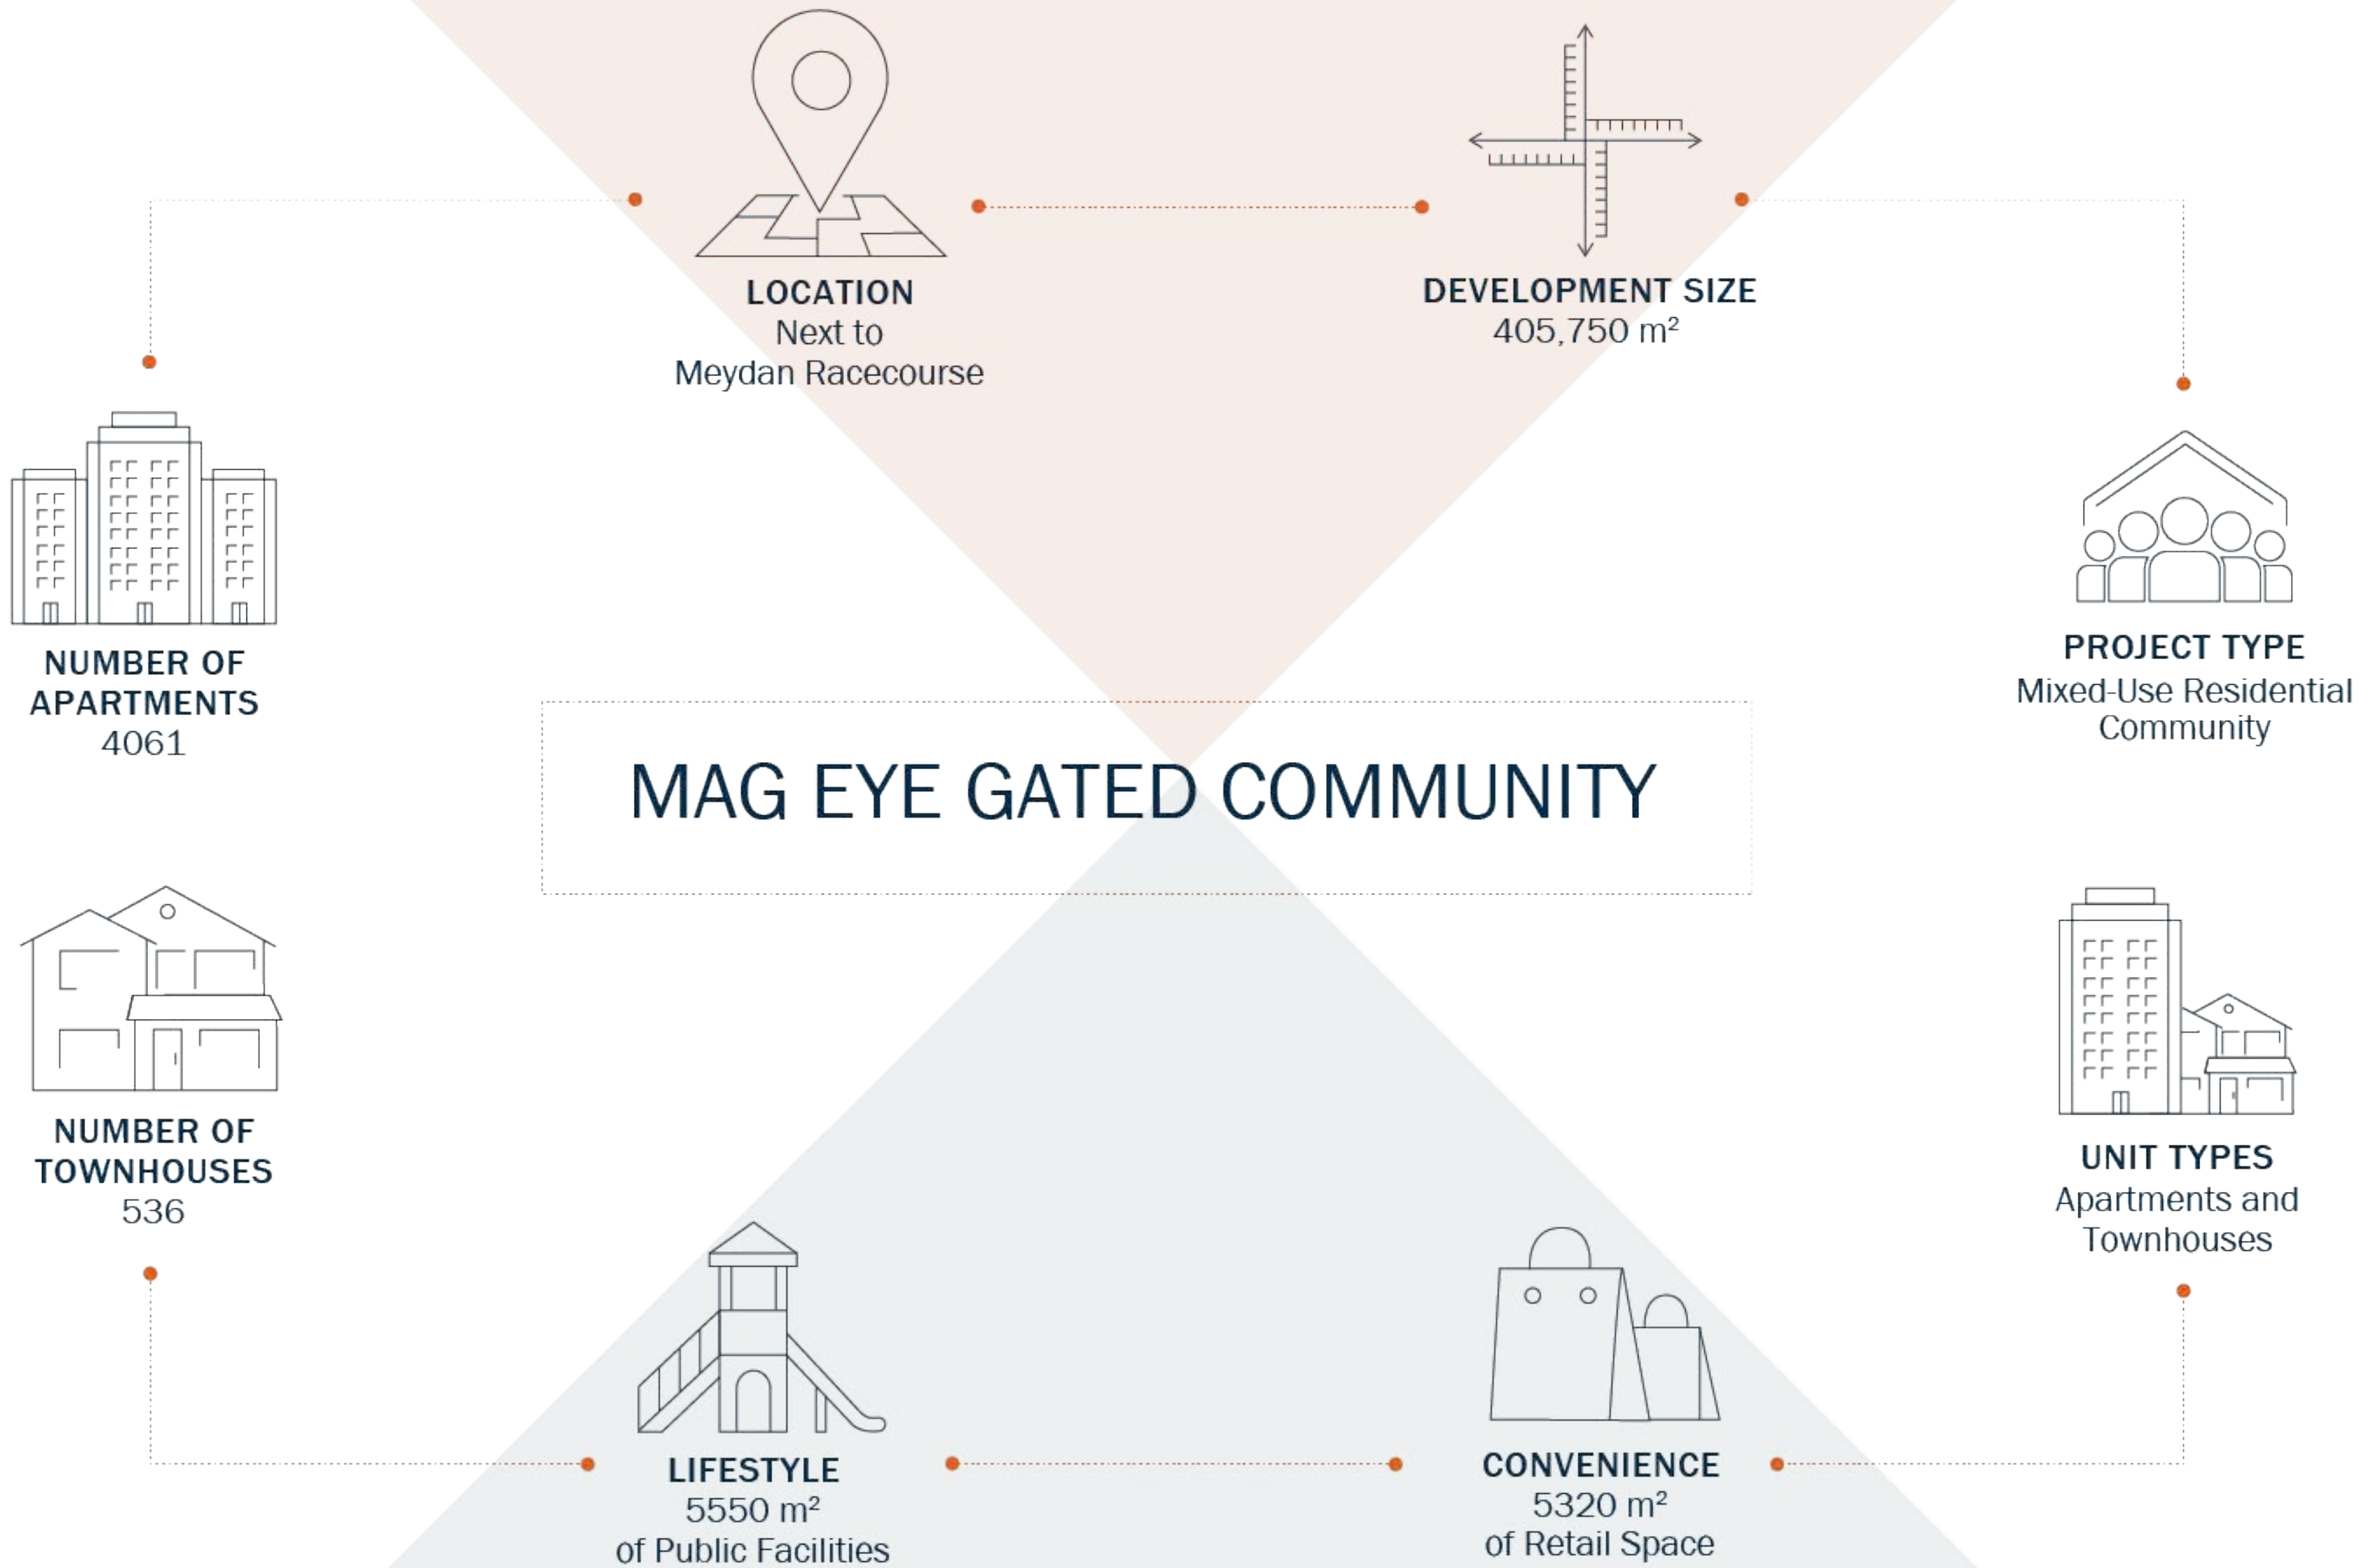 LOCATION
Next to
Meydan Racecourse
DEVELOPMENT SIZE
405,750 m²
NUMBER OF
APARTMENTS
4061
PROJECT TYPE
Mixed-Use Residential
Community
MAG EYE GATED COMMUNITY
NUMBER OF
TOWNHOUSES
536
UNIT TYPES
Apartments and
Townhouses
LIFESTYLE
5550 m²
of Public Facilities
CONVENIENCE
5320 m²
of Retail Space